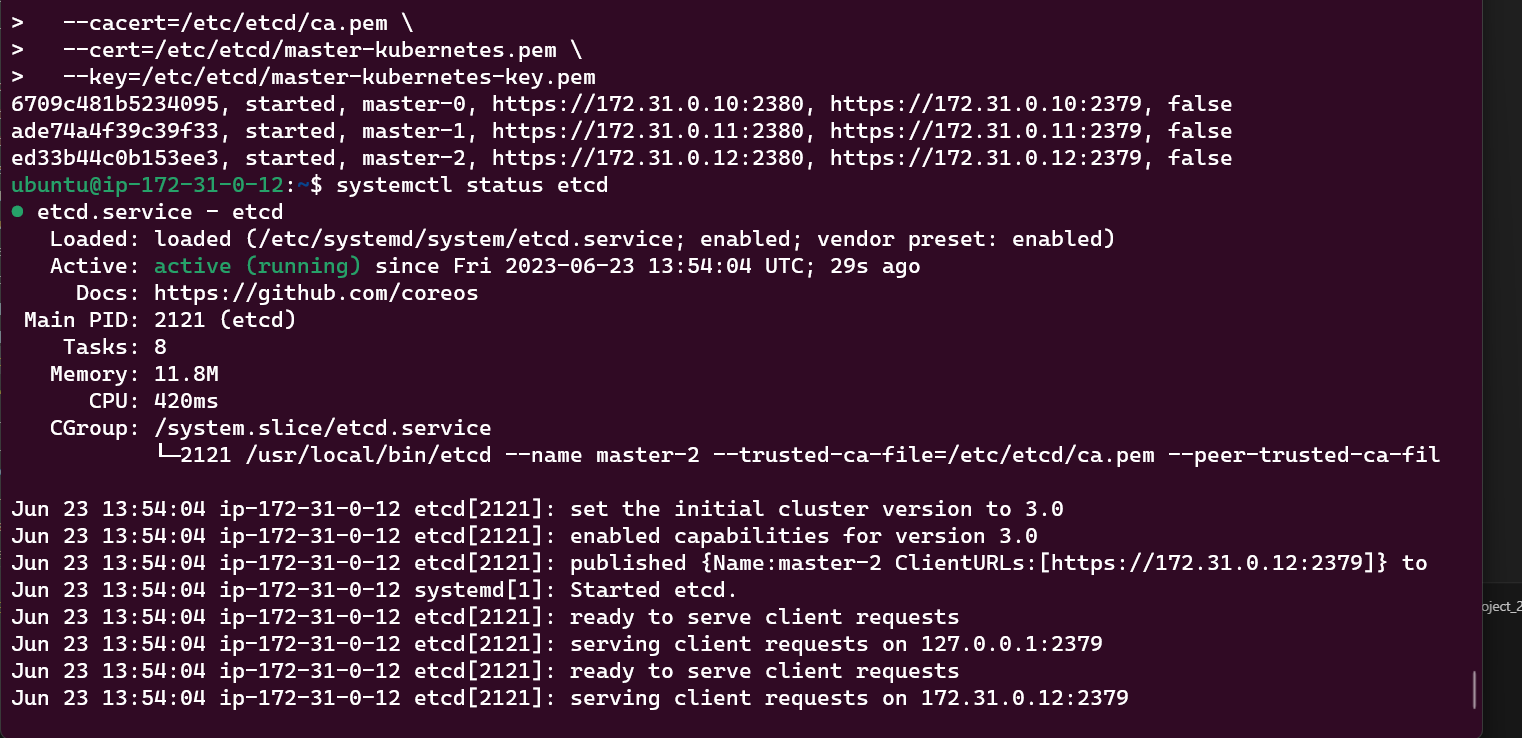 >   --cacert=/etc/etcd/ca.pem \
>   --cert=/etc/etcd/master-kubernetes.pem \
>   --key=/etc/etcd/master-kubernetes-key.pem
6709c481b5234095, started, master-0, https://172.31.0.10:2380, https://172.31.0.10:2379, false
ade74a4f39c39f33, started, master-1, https://172.31.0.11:2380, https://172.31.0.11:2379, false
ed33b44c0b153ee3, started, master-2, https://172.31.0.12:2380, https://172.31.0.12:2379, false
ubuntu@ip-172-31-0-12:~$ systemctl status etcd
● etcd.service - etcd
   Loaded: loaded (/etc/systemd/system/etcd.service; enabled; vendor preset: enabled)
   Active: active (running) since Fri 2023-06-23 13:54:04 UTC; 29s ago
     Docs: https://github.com/coreos
 Main PID: 2121 (etcd)
    Tasks: 8
   Memory: 11.8M
      CPU: 420ms
   CGroup: /system.slice/etcd.service
           └─2121 /usr/local/bin/etcd --name master-2 --trusted-ca-file=/etc/etcd/ca.pem --peer-trusted-ca-fil

Jun 23 13:54:04 ip-172-31-0-12 etcd[2121]: set the initial cluster version to 3.0
Jun 23 13:54:04 ip-172-31-0-12 etcd[2121]: enabled capabilities for version 3.0
Jun 23 13:54:04 ip-172-31-0-12 etcd[2121]: published {Name:master-2 ClientURLs:[https://172.31.0.12:2379]} to
Jun 23 13:54:04 ip-172-31-0-12 systemd[1]: Started etcd.
Jun 23 13:54:04 ip-172-31-0-12 etcd[2121]: ready to serve client requests
Jun 23 13:54:04 ip-172-31-0-12 etcd[2121]: serving client requests on 127.0.0.1:2379
Jun 23 13:54:04 ip-172-31-0-12 etcd[2121]: ready to serve client requests
Jun 23 13:54:04 ip-172-31-0-12 etcd[2121]: serving client requests on 172.31.0.12:2379
oject_2